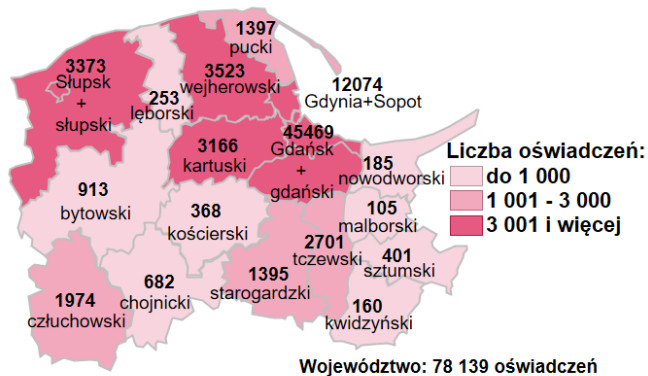 1397
pucki
3373
Słupsk
+
słupski
253
lęborski
3523
wejherowski
12074
Gdynia+Sopot
3166
kartuski
45469
Gdańsk
+
gdański
185
nowodworski
913
bytowski
368
kościerski
105
malborski
2701
tczewski
401
sztumski
1974
człuchowski
682
chojnicki
1395
starogardzki
160
kwidzyński
Liczba oświadczeń:
do 1 000
1 001 - 3 000
3 001 i więcej
Województwo: 78 139 oświadczeń